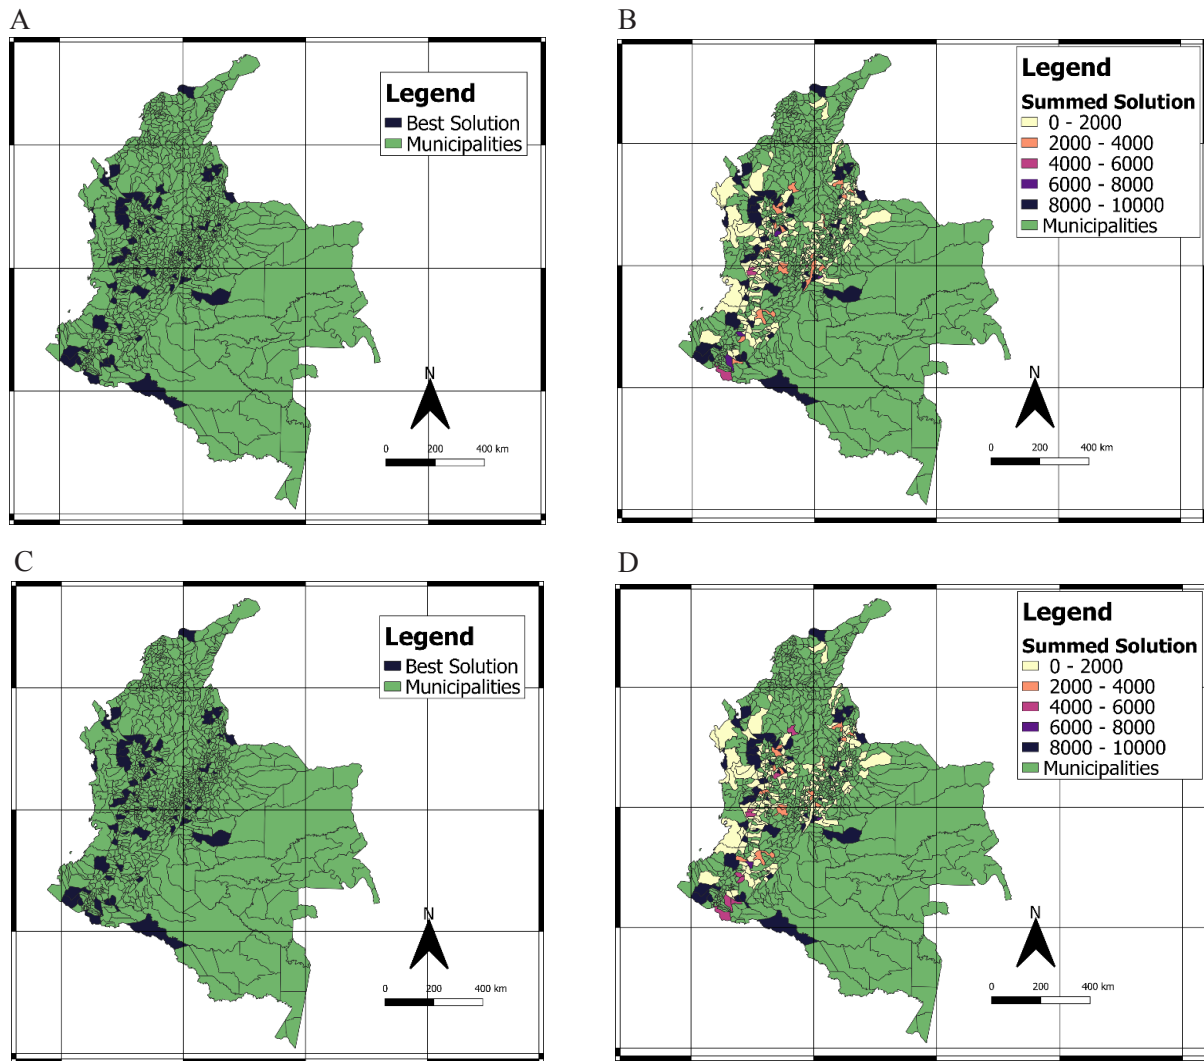 A
Legend
Best Solution
Municipalities
N
0 200 400 km
B
Legend
Summed Solution
0 - 2000
2000 - 4000
4000 - 6000
6000 - 8000
8000 - 10000
Municipalities
N
0 200 400 km
C
Legend
Best Solution
Municipalities
N
0 200 400 km
D
Legend
Summed Solution
0 - 2000
2000 - 4000
4000 - 6000
6000 - 8000
8000 - 10000
Municipalities
N
0 200 400 km